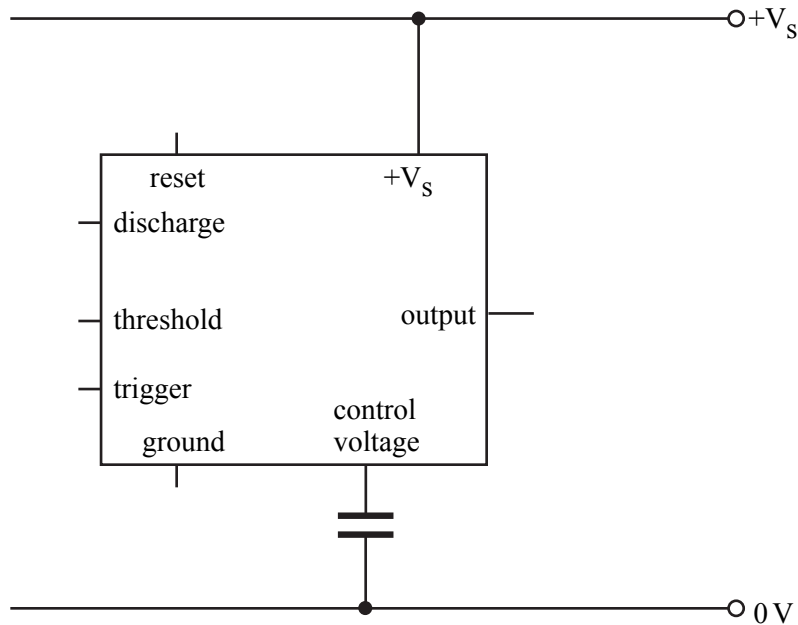 +Vs
reset
+Vs
discharge
threshold
output
trigger
control
voltage
ground
0 V